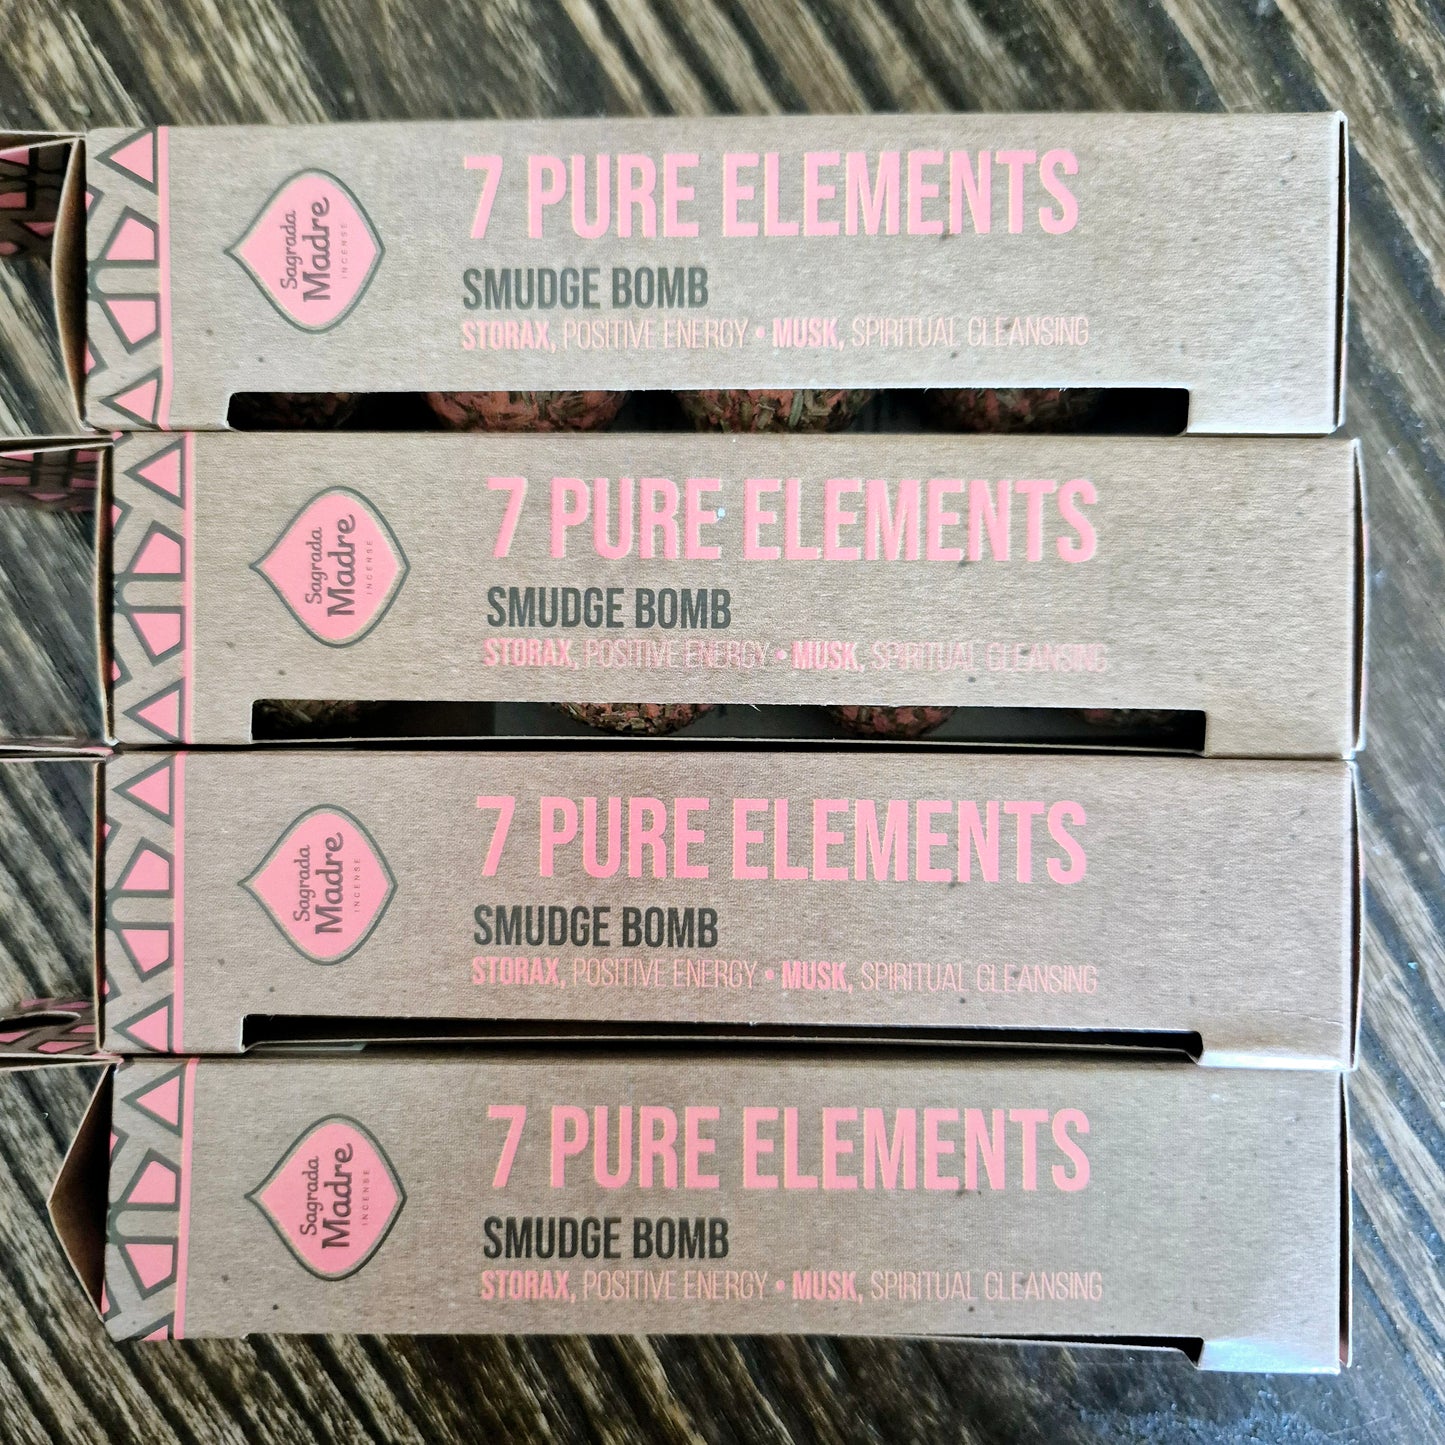 Sagrada
Madre
INCENSE
7 PURE ELEMENTS
SMUDGE BOMB
STORAX, POSITIVE ENERGY • MUSK, SPIRITUAL CLEANSING
Sagrada
Madre
INCENSE
7 PURE ELEMENTS
SMUDGE BOMB
STORAX, POSITIVE ENERGY • MUSK, SPIRITUAL CLEANSING
Sagrada
Madre
INCENSE
7 PURE ELEMENTS
SMUDGE BOMB
STORAX, POSITIVE ENERGY • MUSK, SPIRITUAL CLEANSING
Sagrada
Madre
INCENSE
7 PURE ELEMENTS
SMUDGE BOMB
STORAX, POSITIVE ENERGY • MUSK, SPIRITUAL CLEANSING